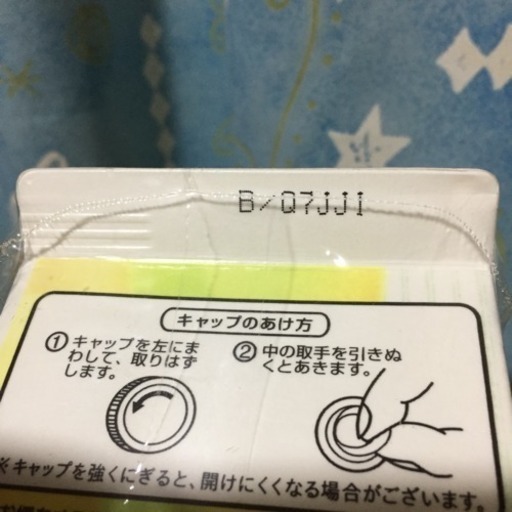 B/Q7JJ1
キャップのあけ方
① キャップを左にま
わして、取りはず
します。
② 中の取手を引きぬ
くとあきます。
※キャップを強くにぎると、開けにくくなる場合がございます。